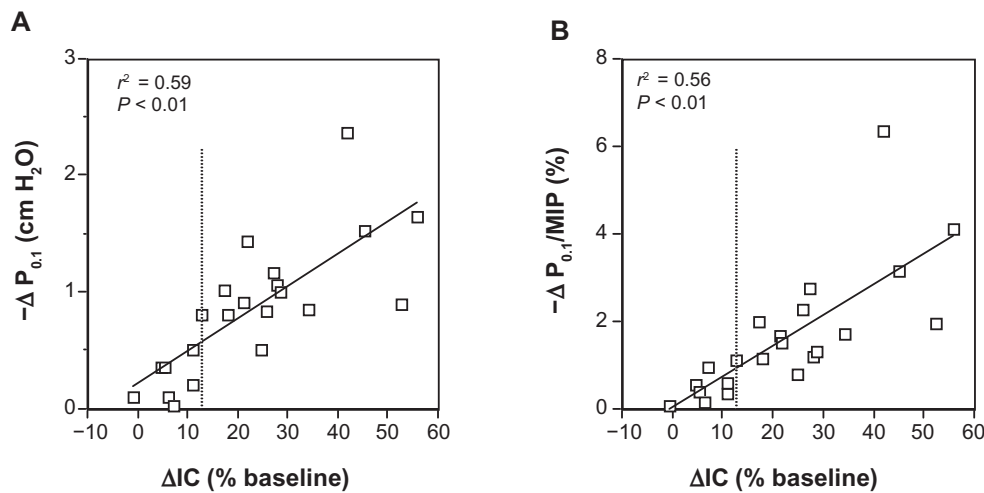 A
r² = 0.59
P < 0.01
−Δ P0.1 (cm H2O)
3
2
1
0
−10 0 10 20 30 40 50 60
ΔIC (% baseline)
B
r² = 0.56
P < 0.01
−Δ P0.1/MIP (%)
8
6
4
2
0
−10 0 10 20 30 40 50 60
ΔIC (% baseline)